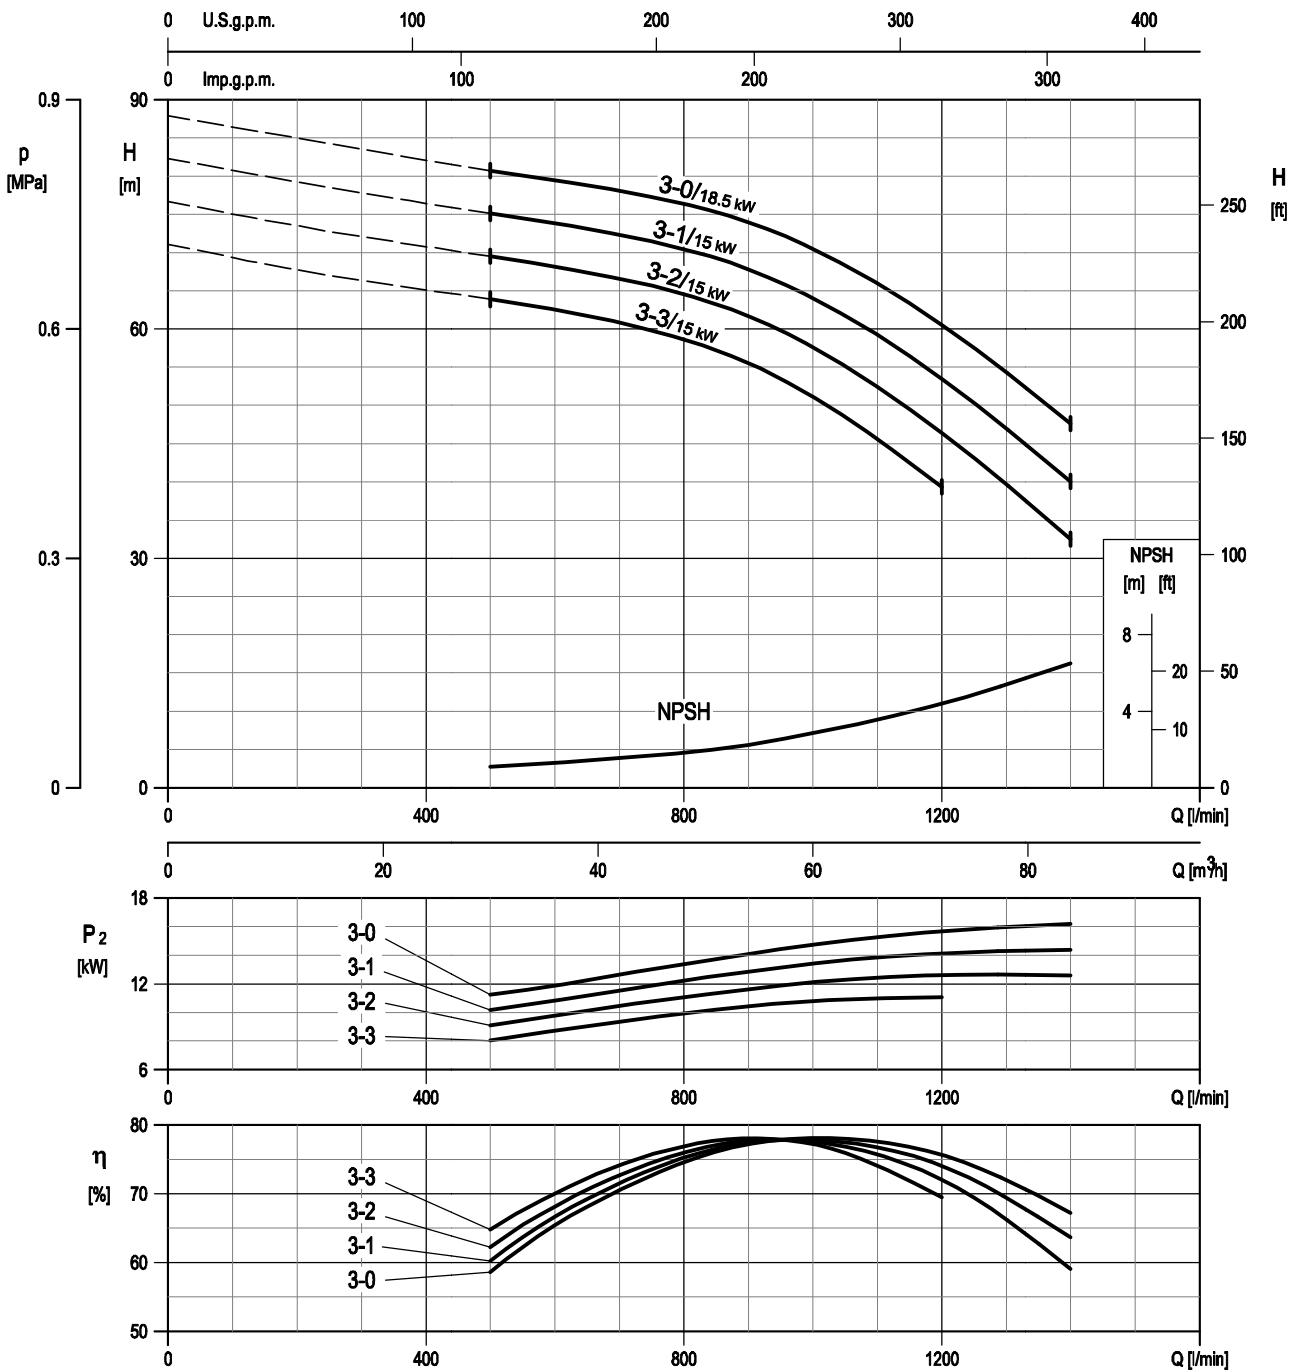 0 U.S.g.p.m. 100 200 300 400
0 Imp.g.p.m. 100 200 300
p
[MPa]
0.9
0.6
0.3
0
H
[m]
90
60
30
0
H
[ft]
250
200
150
100
50
0
3-0/18.5 kW
3-1/15 kW
3-2/15 kW
3-3/15 kW
NPSH
NPSH
[m] [ft]
8
20
4
10
0 400 800 1200 Q [l/min]
0 20 40 60 80 Q [m³/h]
P2
[kW]
18
12
6
3-0
3-1
3-2
3-3
0 400 800 1200 Q [l/min]
η
[%]
80
70
60
50
3-3
3-2
3-1
3-0
0 400 800 1200 Q [l/min]